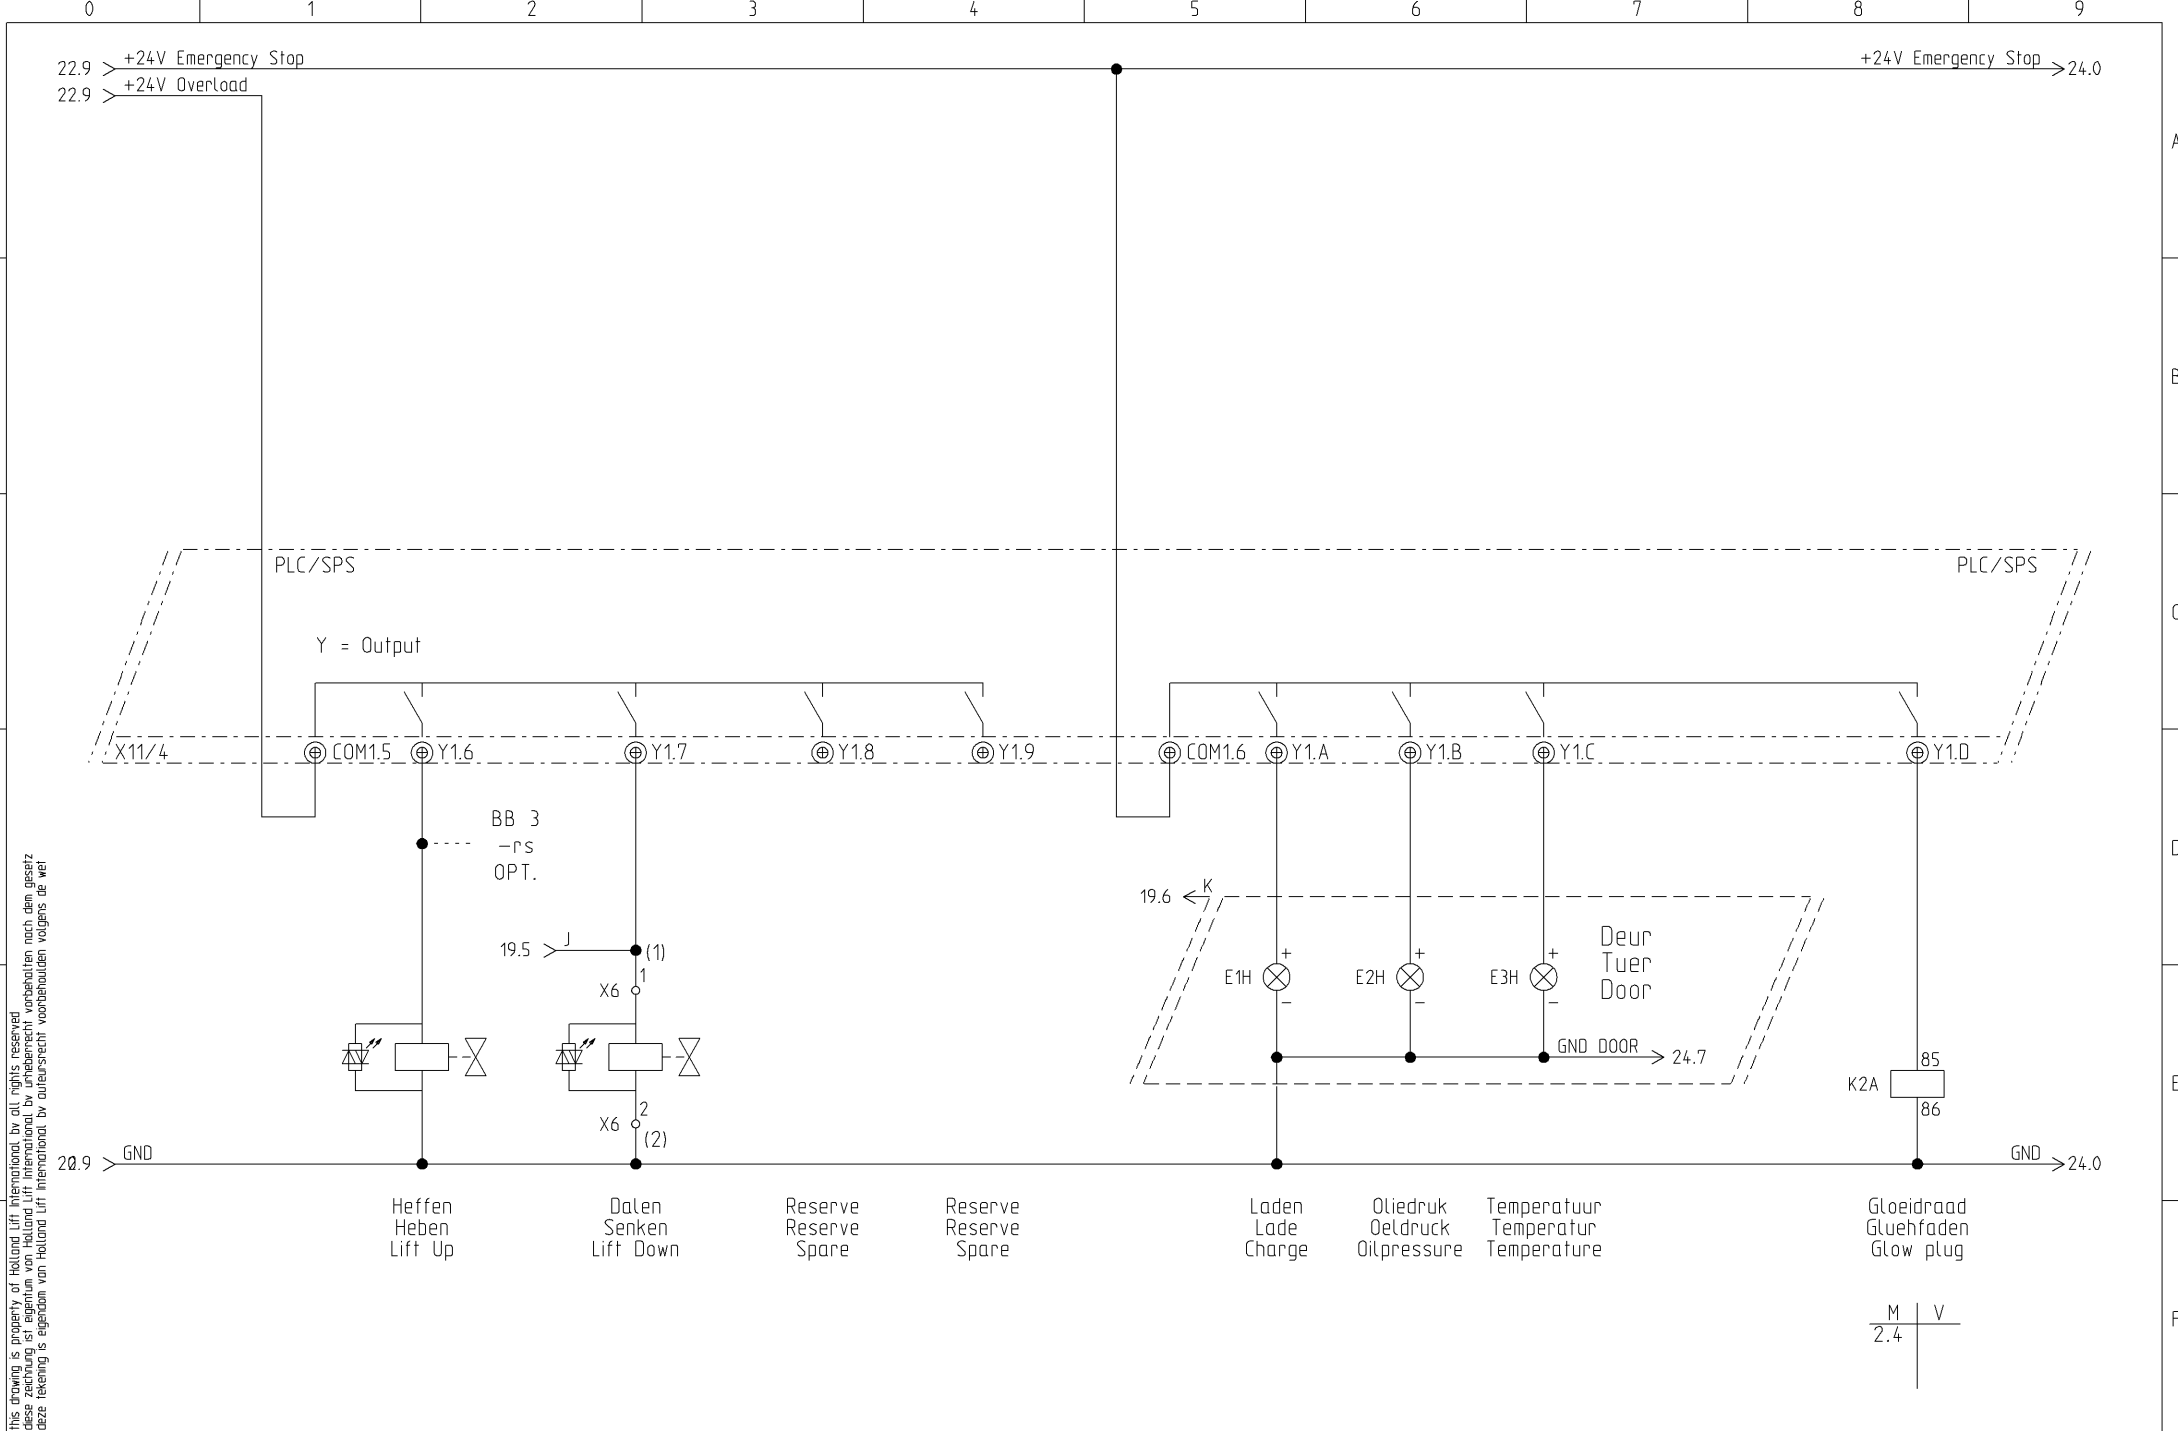 0 1 2 3 4 5 6 7 8 9
22.9 +24V Emergency Stop
+24V Emergency Stop 24.0
22.9 +24V Overload
A
B
PLC/SPS
PLC/SPS
C
Y = Output
X11/4 COM1.5 Y1.6 Y1.7 Y1.8 Y1.9 COM1.6 Y1.A Y1.B Y1.C Y1.D
BB 3
-rs
OPT.
D
19.6 K
19.5 J (1)
1
X6
Deur
Tuer
Door
+ + +
E1H E2H E3H
- - -
GND DOOR 24.7
85
K2A
86
E
2
X6
(2)
GND
GND 24.0
Heffen
Heben
Lift Up
Dalen
Senken
Lift Down
Reserve
Reserve
Spare
Reserve
Reserve
Spare
Laden
Lade
Charge
Oliedruk
Oeldruck
Oilpressure
Temperatuur
Temperatur
Temperature
Gloeidraad
Gluehfaden
Glow plug
M V
2.4
F
this drawing is property of Holland Lift International bv all rights reserved
diese zeichnung ist eigentum von Holland Lift International bv urheberrecht vorbehalten nach dem gesetz
deze tekening is eigendom van Holland Lift International bv auteursrecht voorbehoulden volgens de wet